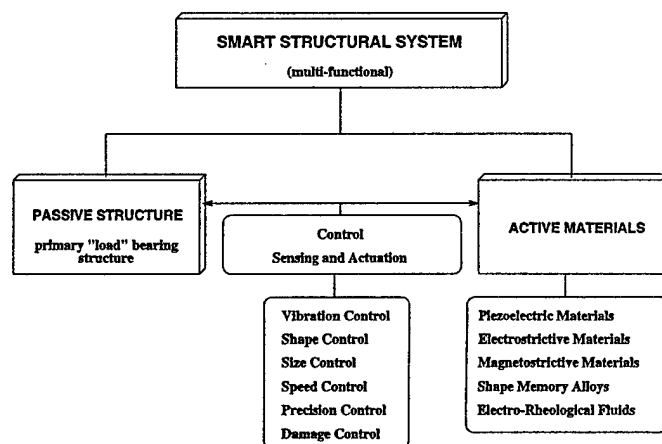 SMART STRUCTURAL SYSTEM
(multi-functional)
PASSIVE STRUCTURE
primary "load" bearing
structure
Control
Sensing and Actuation
ACTIVE MATERIALS
Vibration Control
Shape Control
Size Control
Speed Control
Precision Control
Damage Control
Piezoelectric Materials
Electrostrictive Materials
Magnetostrictive Materials
Shape Memory Alloys
Electro-Rheological Fluids